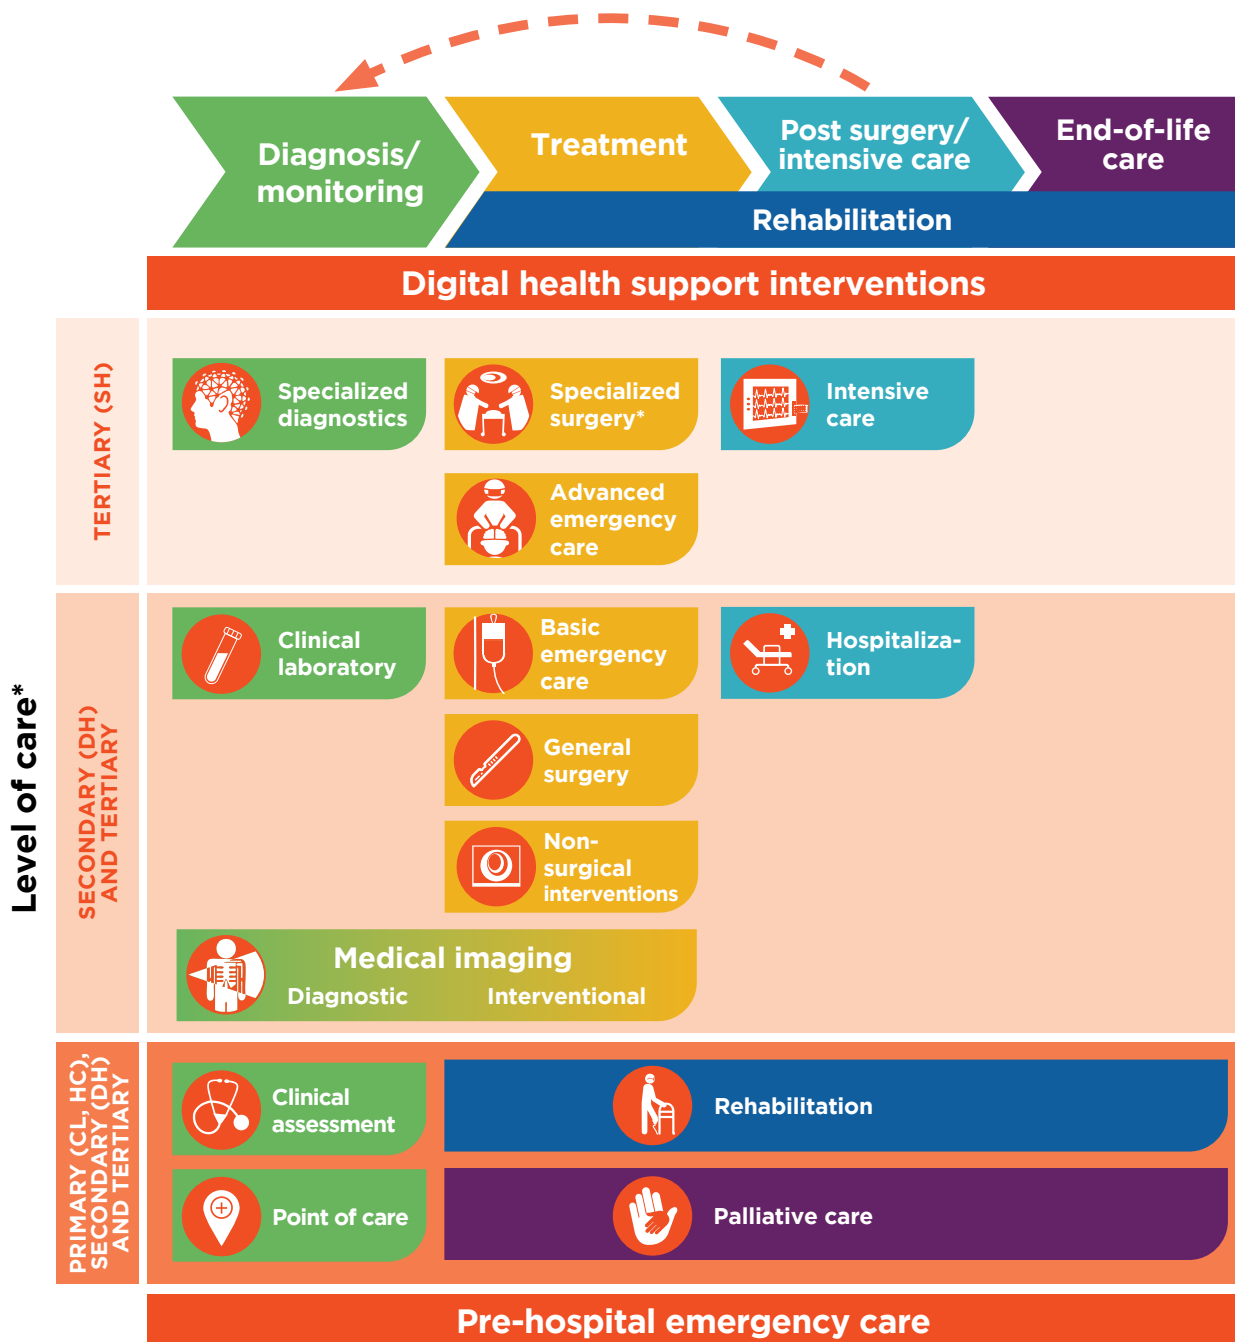 Diagnosis/
monitoring
Treatment
Post surgery/
intensive care
End-of-life
care
Rehabilitation
Digital health support interventions
Level of care*
TERTIARY (SH)
Specialized
diagnostics
Specialized
surgery*
Intensive
care
Advanced
emergency
care
SECONDARY (DH)
AND TERTIARY
Clinical
laboratory
Basic
emergency
care
Hospitaliza-
tion
General
surgery
Non-
surgical
interventions
Medical imaging
Diagnostic
Interventional
PRIMARY (CL, HC),
SECONDARY (DH)
AND TERTIARY
Clinical
assessment
Rehabilitation
Point of care
Palliative care
Pre-hospital emergency care